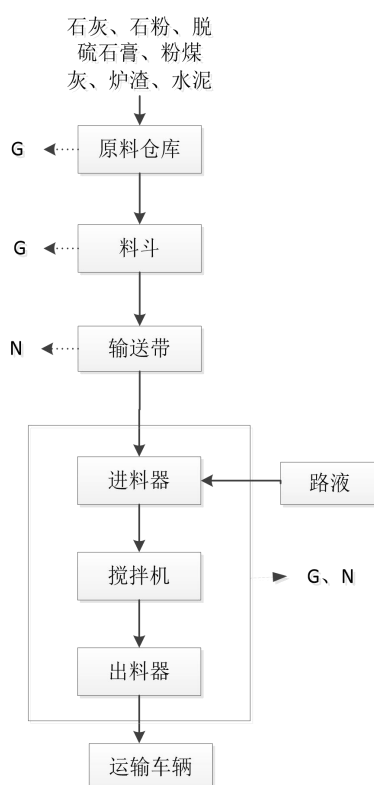 石灰、石粉、脱
硫石膏、粉煤
灰、炉渣、水泥
G
原料仓库
G
料斗
N
输送带
进料器
路液
搅拌机
G、N
出料器
运输车辆